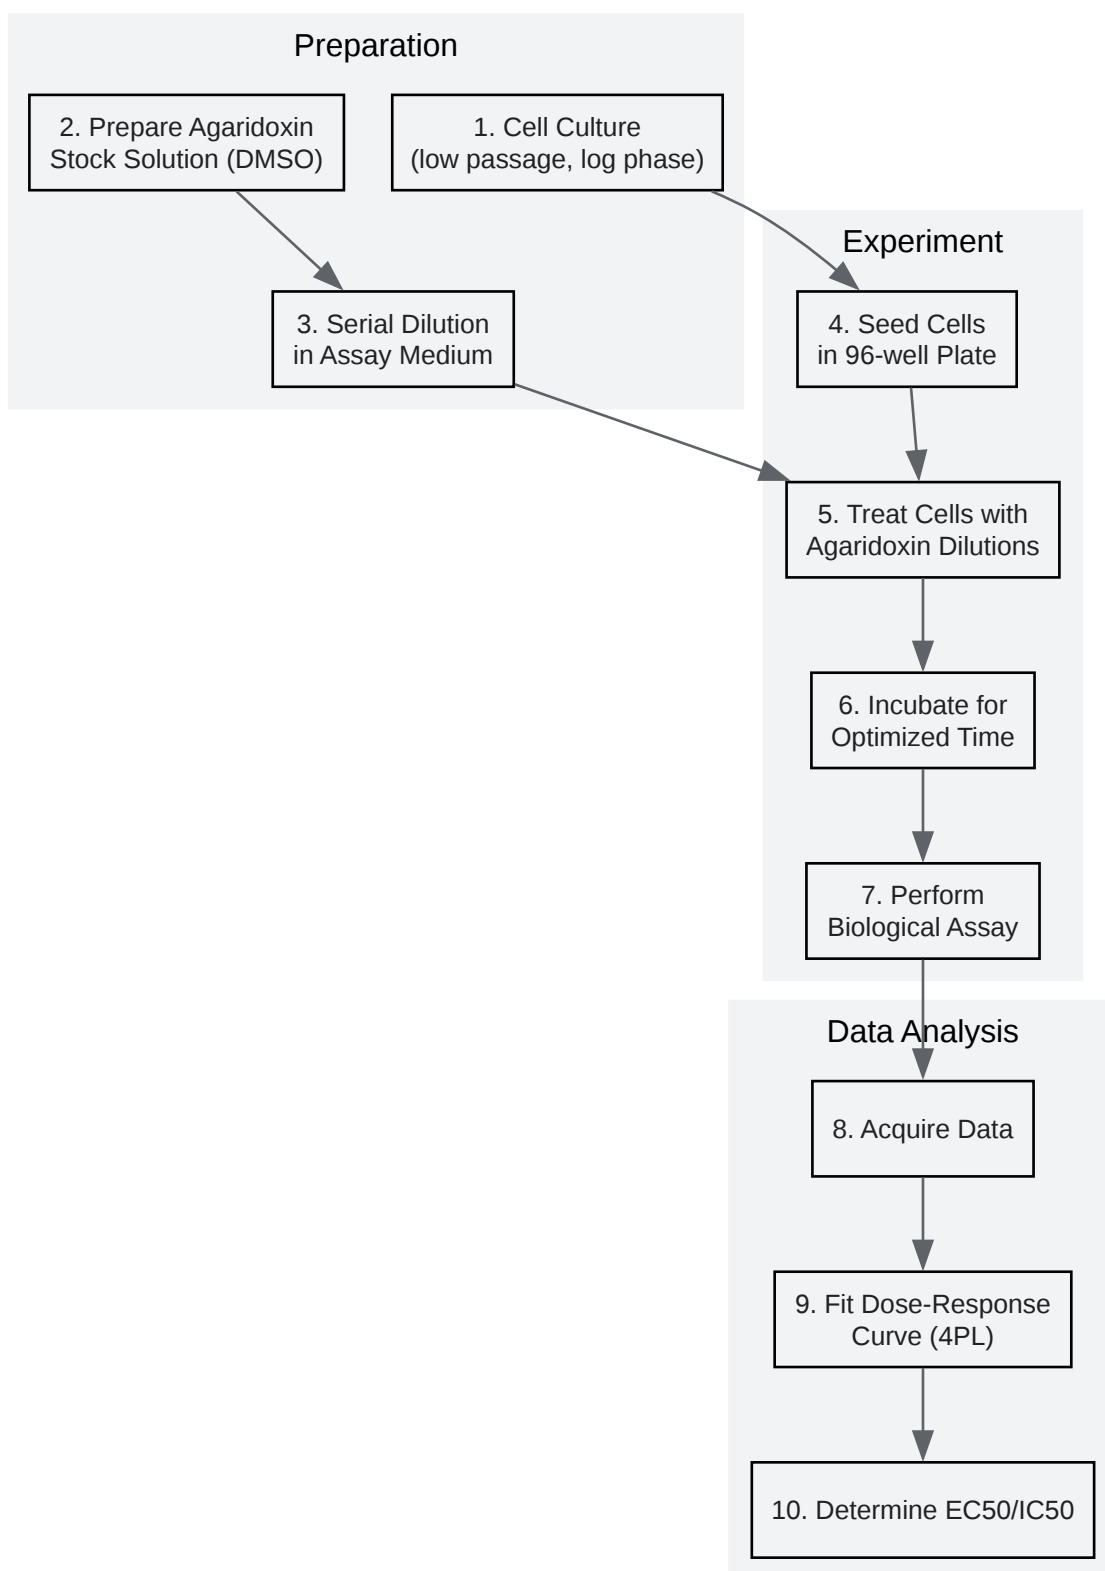 Preparation
2. Prepare Agaridoxin
Stock Solution (DMSO)
1. Cell Culture
(low passage, log phase)
3. Serial Dilution
in Assay Medium
Experiment
4. Seed Cells
in 96-well Plate
5. Treat Cells with
Agaridoxin Dilutions
6. Incubate for
Optimized Time
7. Perform
Biological Assay
Data Analysis
8. Acquire Data
9. Fit Dose-Response
Curve (4PL)
10. Determine EC50/IC50